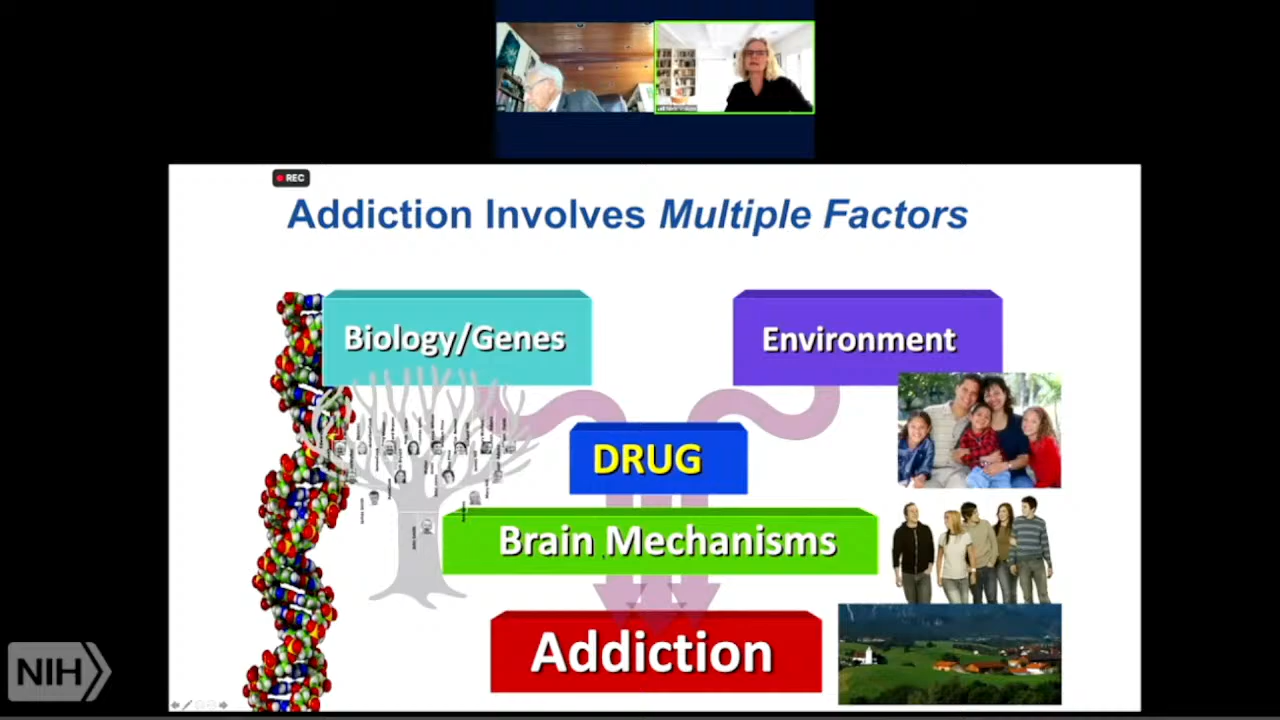 REC
Addiction Involves Multiple Factors
Biology/Genes
Environment
DRUG
Brain Mechanisms
Addiction
NIH